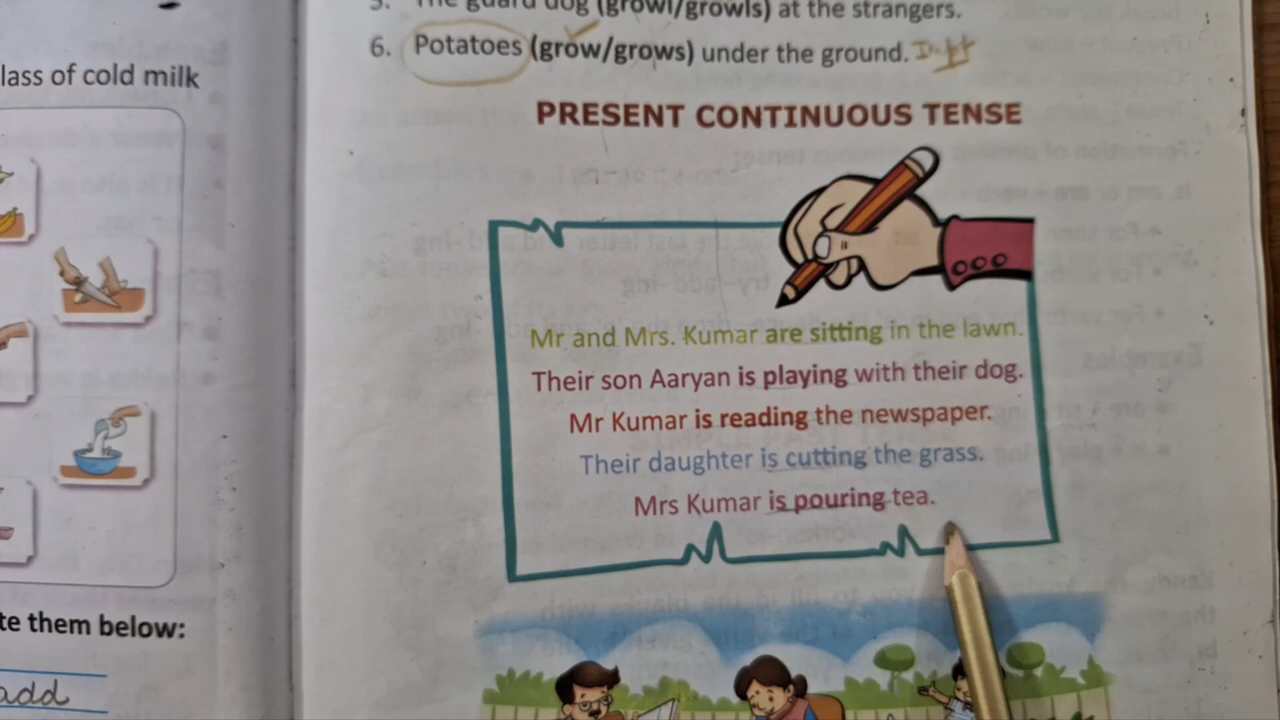 lass of cold milk
te them below:
add
5. The guard dog (growl/growls) at the strangers.
6. Potatoes (grow/grows) under the ground.
PRESENT CONTINUOUS TENSE
Mr and Mrs. Kumar are sitting in the lawn.
Their son Aaryan is playing with their dog.
Mr Kumar is reading the newspaper.
Their daughter is cutting the grass.
Mrs Kumar is pouring tea.